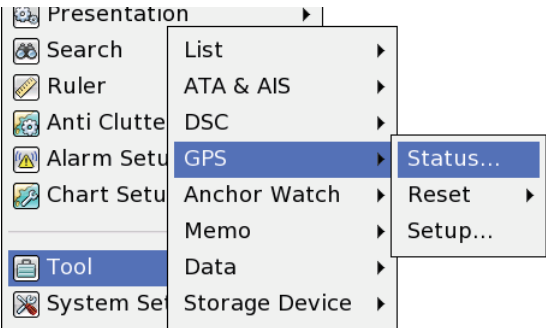 Presentation
Search
Ruler
Anti Clutte
Alarm Setu
Chart Setu
Tool
System Set
List
ATA & AIS
DSC
GPS
Anchor Watch
Memo
Data
Storage Device
Status...
Reset
Setup...